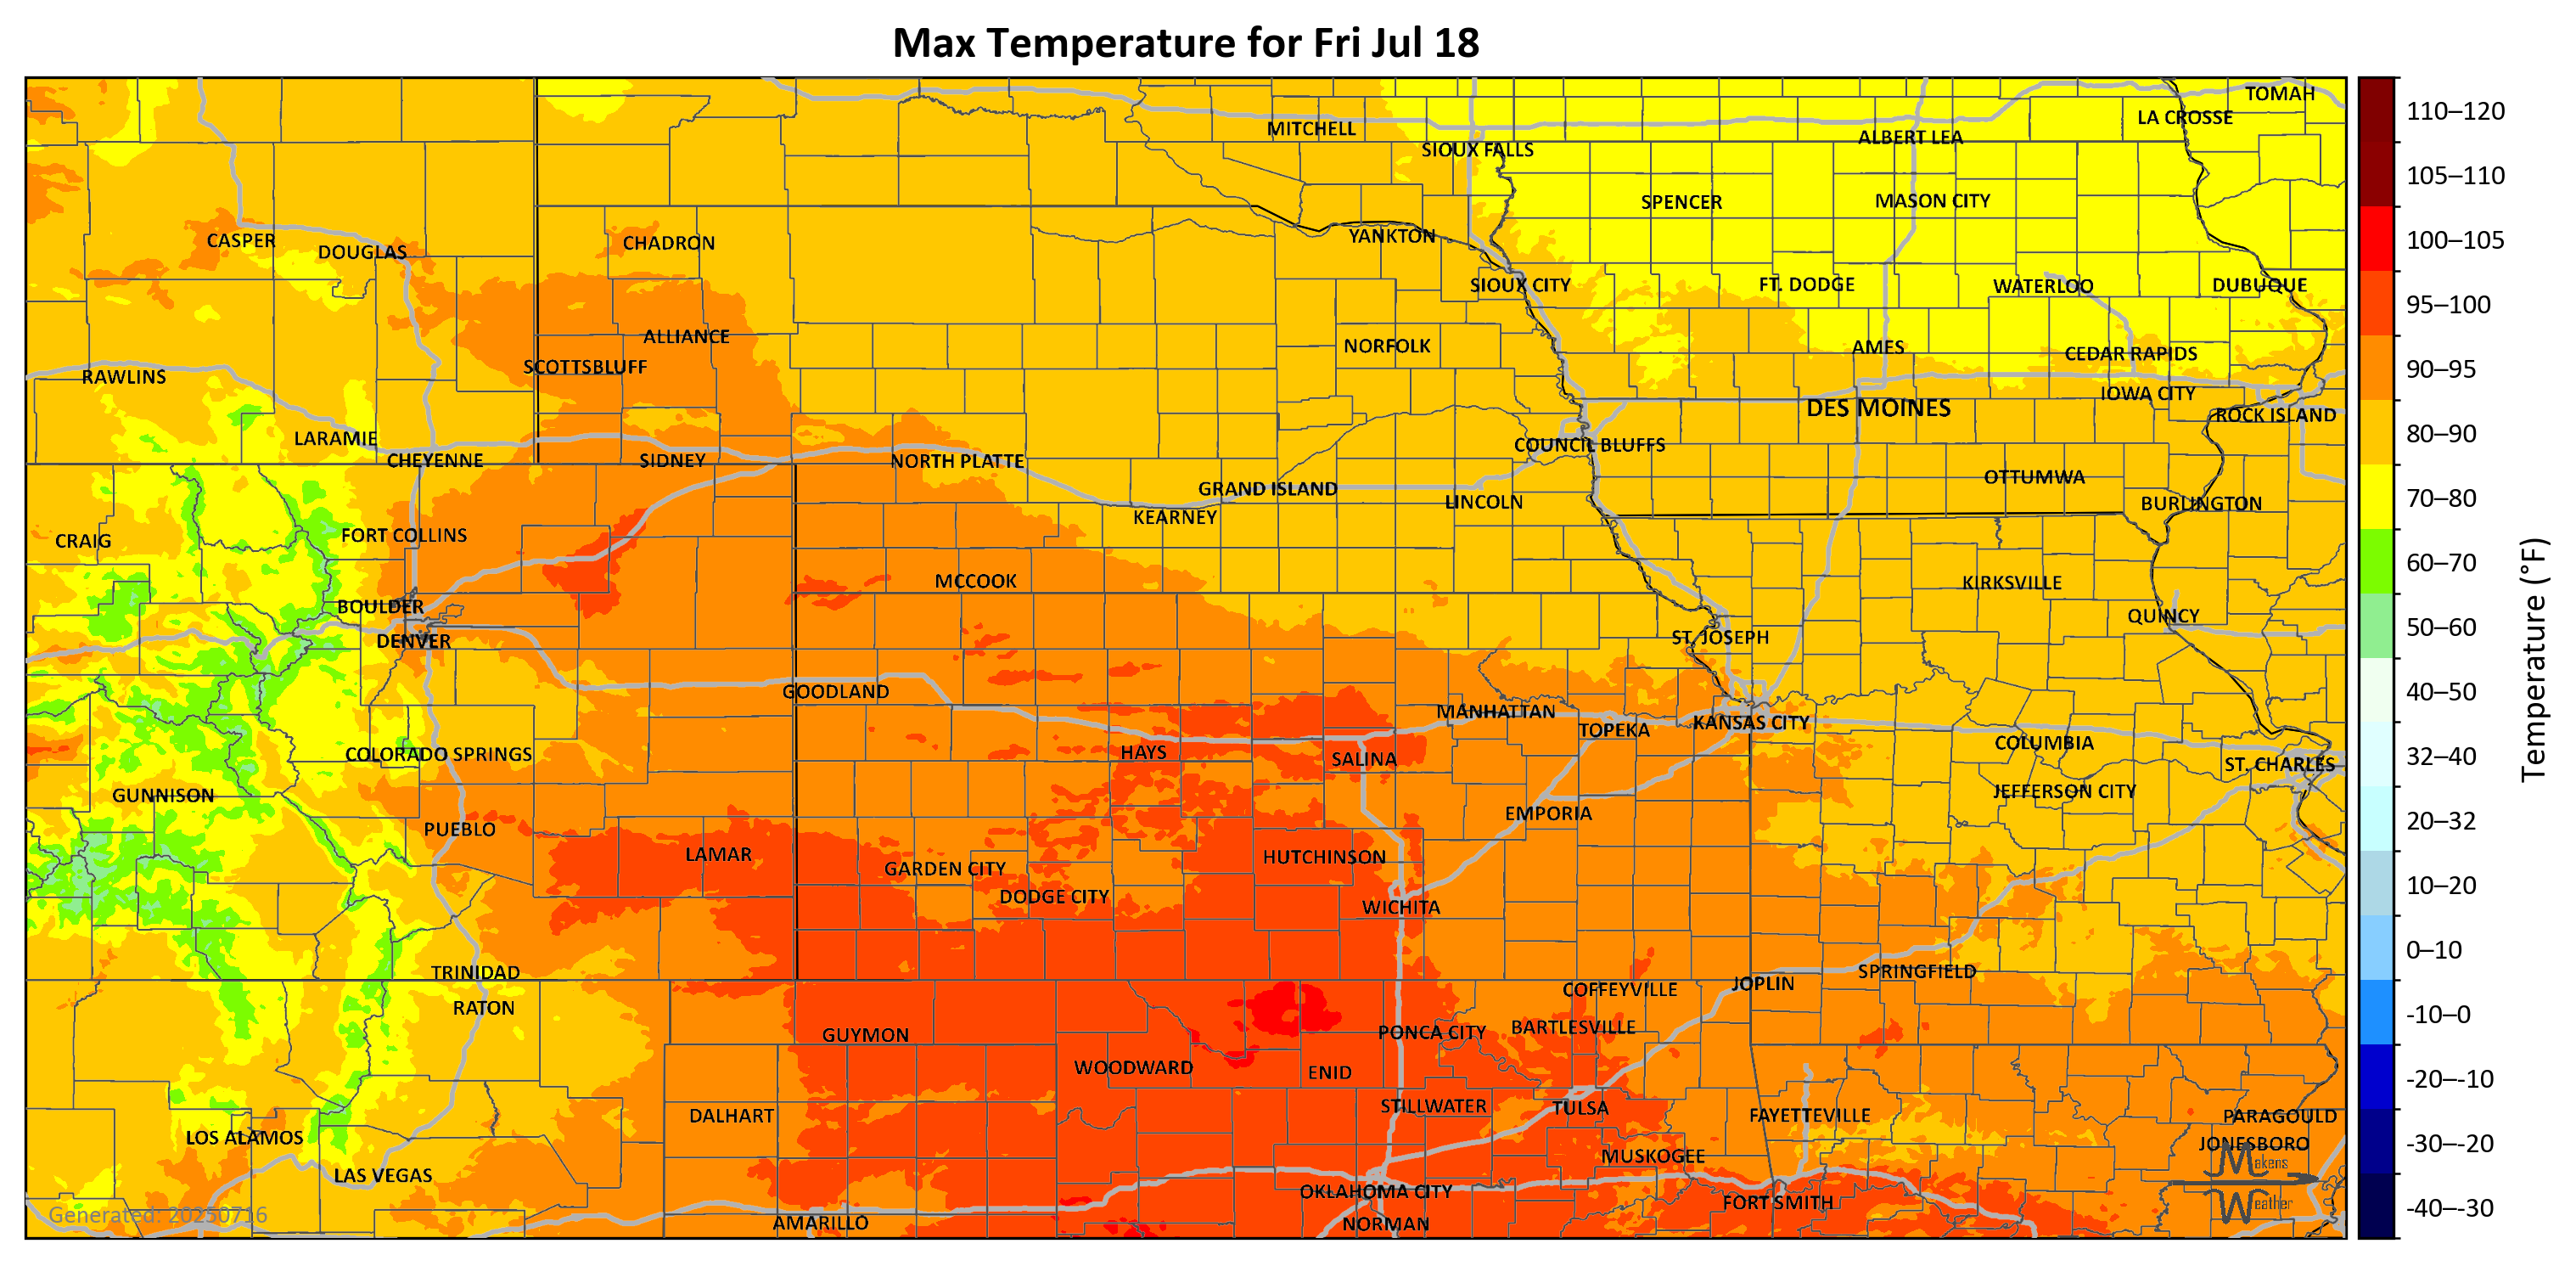 Max Temperature for Fri Jul 18
TOMAH
LA CROSSE
MITCHELL
ALBERT LEA
SIOUX FALLS
SPENCER
MASON CITY
YANKTON
CASPER
CHADRON
DOUGLAS
SIOUX CITY
FT. DODGE
WATERLOO
DUBUQUE
ALLIANCE
NORFOLK
AMES
CEDAR RAPIDS
SCOTTSBLUFF
RAWLINS
IOWA CITY
DES MOINES
ROCK ISLAND
LARAMIE
COUNCIL BLUFFS
CHEYENNE
SIDNEY
NORTH PLATTE
OTTUMWA
GRAND ISLAND
LINCOLN
BURLINGTON
KEARNEY
FORT COLLINS
CRAIG
MCCOOK
KIRKSVILLE
BOULDER
QUINCY
DENVER
ST. JOSEPH
GOODLAND
MANHATTAN
KANSAS CITY
TOPEKA
COLUMBIA
COLORADO SPRINGS
HAYS
SALINA
ST. CHARLES
GUNNISON
JEFFERSON CITY
EMPORIA
PUEBLO
LAMAR
HUTCHINSON
GARDEN CITY
DODGE CITY
WICHITA
TRINIDAD
SPRINGFIELD
JOPLIN
COFFEYVILLE
RATON
BARTLESVILLE
GUYMON
PONCA CITY
WOODWARD
ENID
STILLWATER
TULSA
DALHART
FAYETTEVILLE
PARAGOULD
LOS ALAMOS
JONESBORO
MUSKOGEE
LAS VEGAS
OKLAHOMA CITY
FORT SMITH
AMARILLO
NORMAN
Generated: 20250716
Makens
Weather
110–120
105–110
100–105
95–100
90–95
80–90
70–80
60–70
50–60
40–50
32–40
20–32
10–20
0–10
-10–0
-20–-10
-30–-20
-40–-30
Temperature (°F)